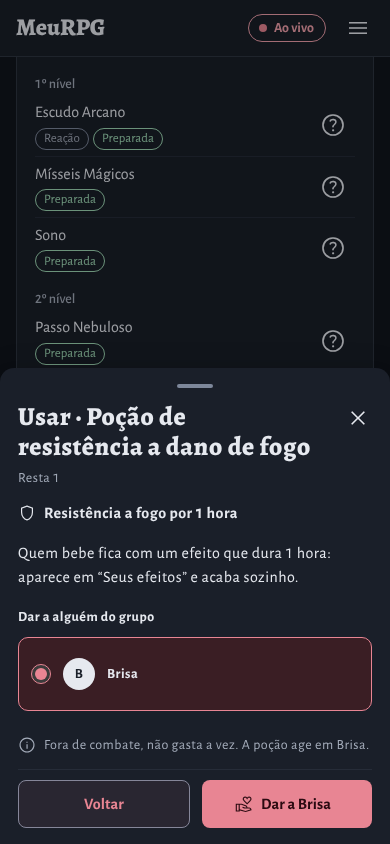 MeuRPG
Ao vivo
1º nível
Escudo Arcano
Reação Preparada
Mísseis Mágicos
Preparada
Sono
Preparada
2º nível
Passo Nebuloso
Preparada
Usar · Poção de
resistência a dano de fogo
Resta 1
Resistência a fogo por 1 hora
Quem bebe fica com um efeito que dura 1 hora:
aparece em “Seus efeitos” e acaba sozinho.
Dar a alguém do grupo
B Brisa
Fora de combate, não gasta a vez. A poção age em Brisa.
Voltar
Dar a Brisa